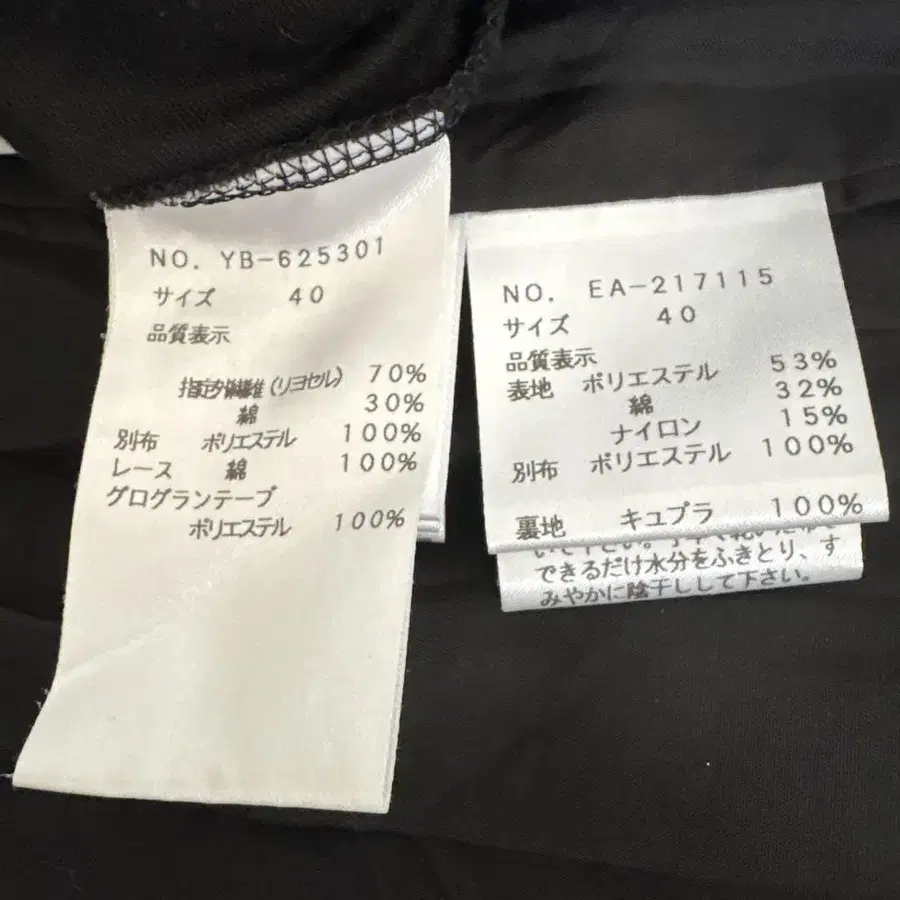 NO. YB-625301
サイズ 40
品質表示
指定外繊維(リヨセル) 70%
綿 30%
別布 ポリエステル 100%
レース 綿 100%
グログランテープ
ポリエステル 100%
NO. EA-217115
サイズ 40
品質表示
表地 ポリエステル 53%
綿 32%
ナイロン 15%
別布 ポリエステル 100%
裏地 キュプラ 100%
できるだけ水分をふきとり、す
みやかに陰干しして下さい。